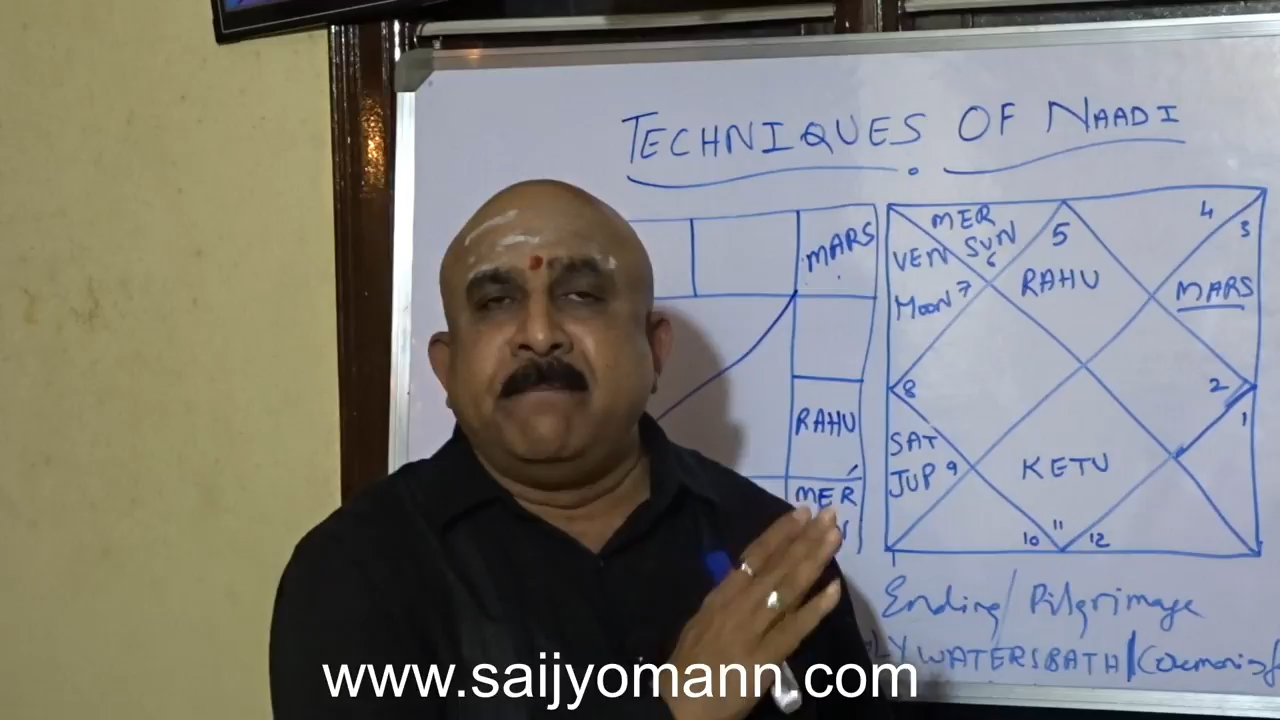 TECHNIQUES OF NAADI
MARS
RAHU
MER
MER
VEN SUN
6
MOON 7
5
RAHU
4
3
MARS
8
2
1
SAT
JUP 9
KETU
10 11 12
Ending/Pilgrimage
WATERSBATH/
www.saijyomann.com